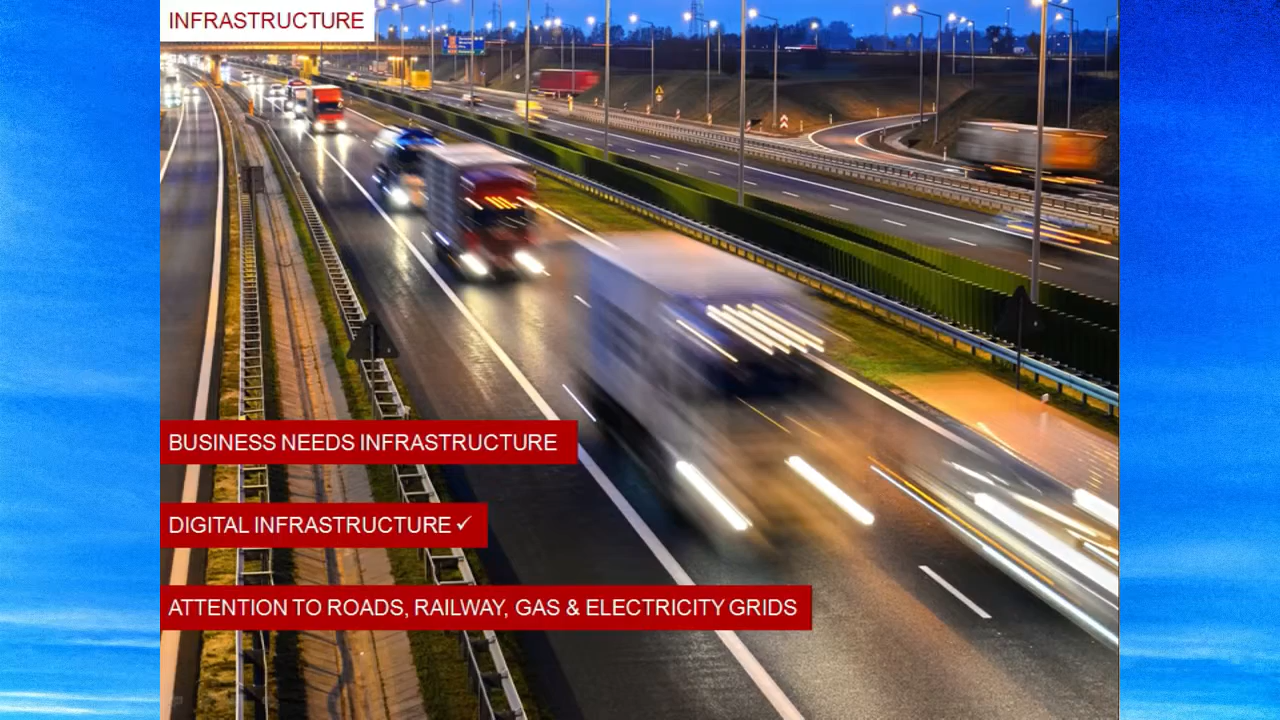 INFRASTRUCTURE
BUSINESS NEEDS INFRASTRUCTURE
DIGITAL INFRASTRUCTURE ✓
ATTENTION TO ROADS, RAILWAY, GAS & ELECTRICITY GRIDS